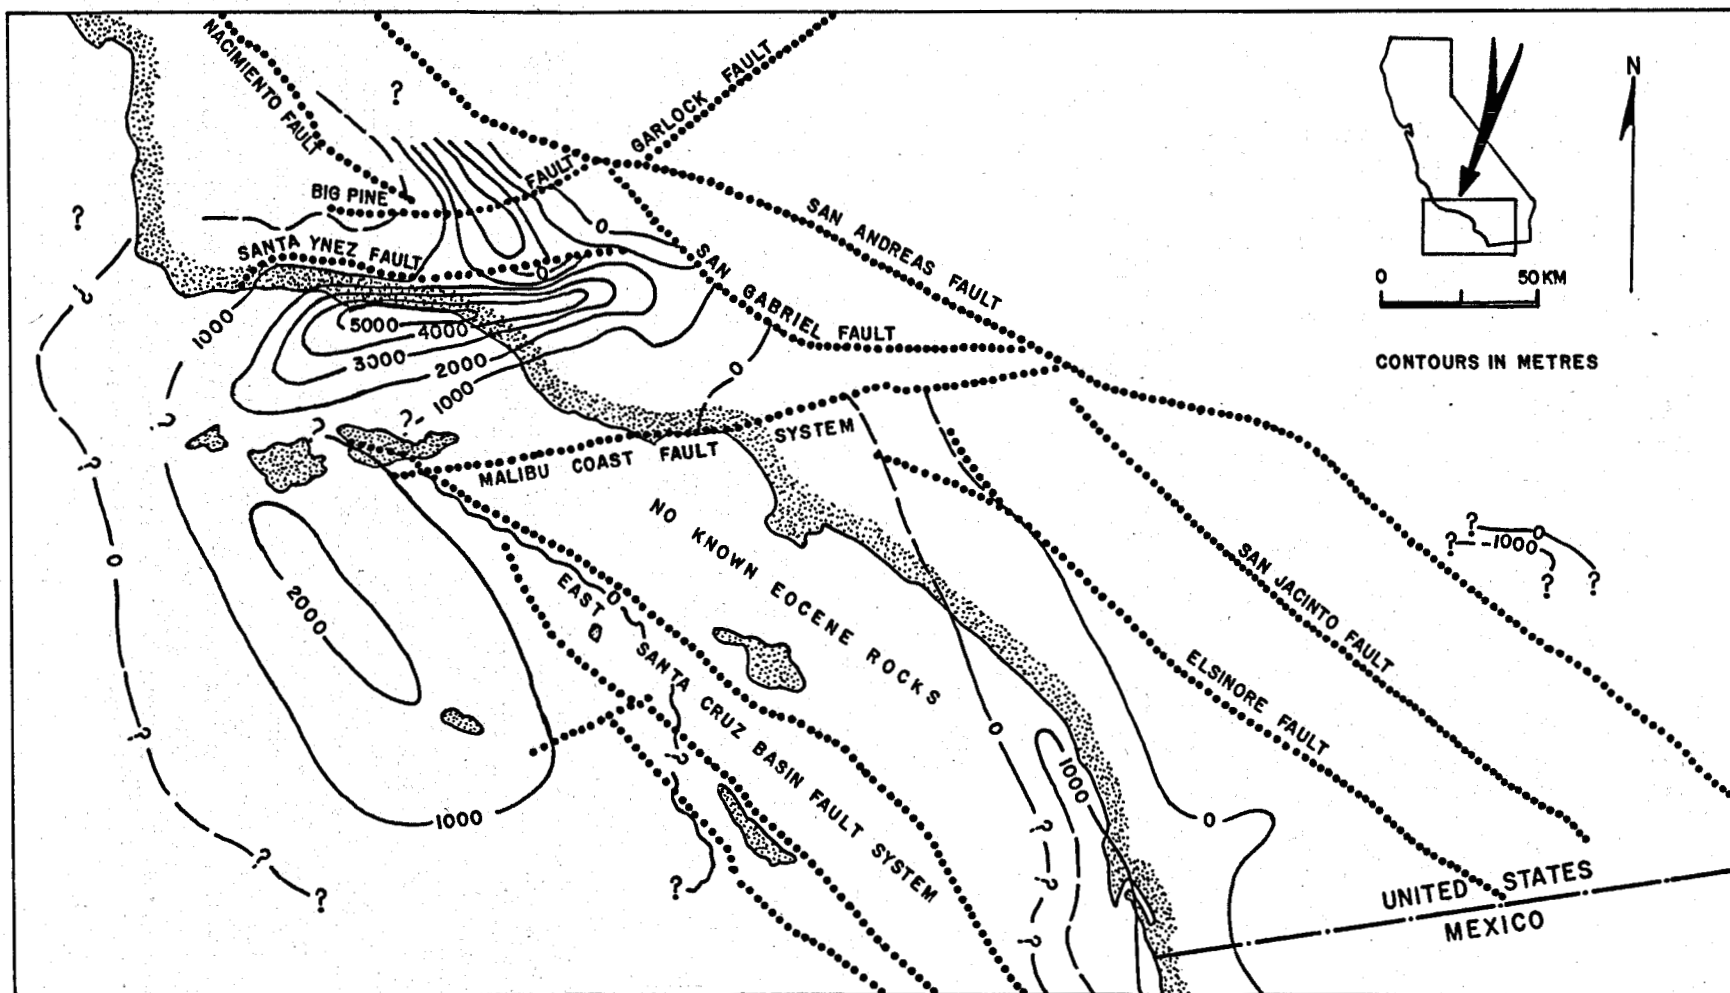 NACIMIENTO FAULT
?
GARLOCK FAULT
N
BIG PINE FAULT
?
SANTA YNEZ FAULT
0
0
SAN ANDREAS FAULT
SAN GABRIEL FAULT
0 50 KM
CONTOURS IN METRES
?
1000
5000
4000
3000
2000
1000
0
?
?
?
?
SYSTEM
MALIBU COAST FAULT
NO KNOWN EOCENE ROCKS
0
2000
EAST SANTA CRUZ BASIN FAULT SYSTEM
0
SAN JACINTO FAULT
? 0
? 1000
? ?
ELSINORE FAULT
?
0
?
1000
1000
0
?
?
?
?
?
?
UNITED STATES
MEXICO